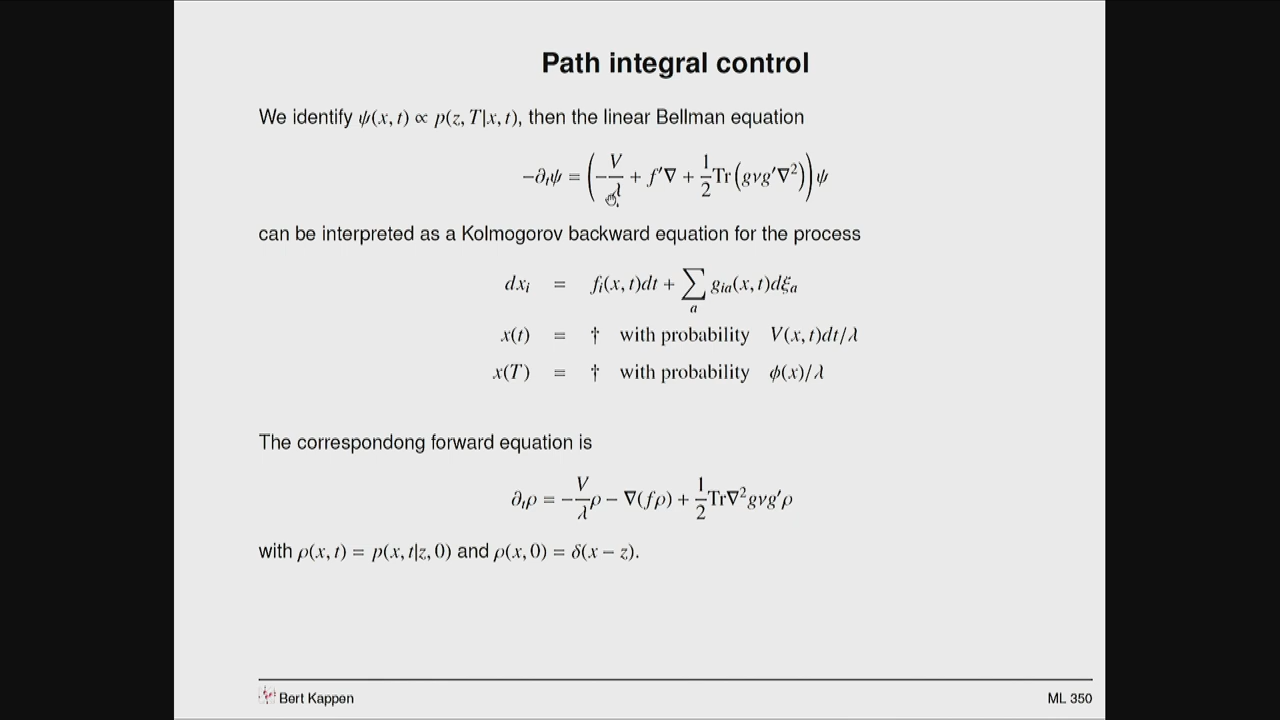 Path integral control
We identify ψ(x, t) ∝ p(z, T|x, t), then the linear Bellman equation
−∂ₜψ = (−V/λ + f′∇ + 1/2 Tr(gνg′∇²))ψ
can be interpreted as a Kolmogorov backward equation for the process
dxᵢ = fᵢ(x, t)dt + ∑ₐ gᵢₐ(x, t)dξₐ
x(t) = † with probability V(x, t)dt/λ
x(T) = † with probability ϕ(x)/λ
The correspondong forward equation is
∂ₜρ = −V/λ ρ − ∇(fρ) + 1/2 Tr∇²gνg′ρ
with ρ(x, t) = p(x, t|z, 0) and ρ(x, 0) = δ(x − z).
Bert Kappen
ML 350